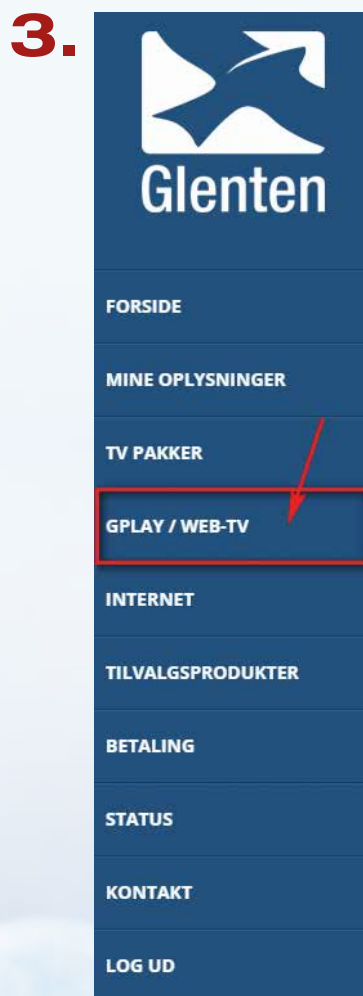 3.
Glenten
FORSIDE
MINE OPLYSNINGER
TV PAKKER
GPLAY / WEB-TV
INTERNET
TILVALGSPRODUKTER
BETALING
STATUS
KONTAKT
LOG UD